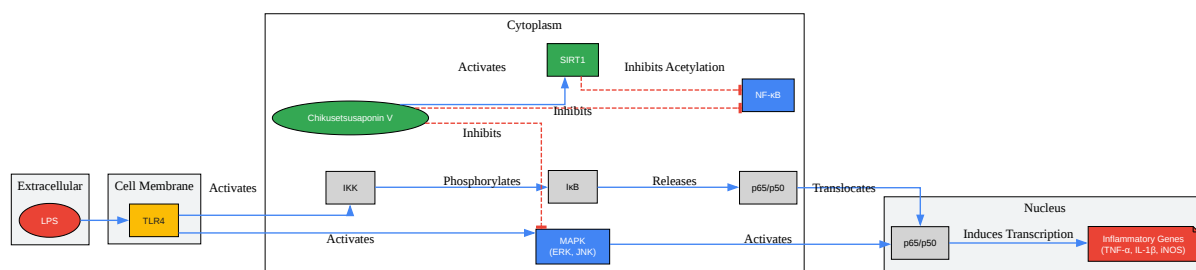 Cytoplasm
SIRT1
Activates
Inhibits Acetylation
NF-κB
Chikusetsusaponin V
Inhibits
Inhibits
Extracellular
Cell Membrane
Activates
IKK
Phosphorylates
IκB
Releases
p65/p50
Translocates
LPS
TLR4
Nucleus
Activates
MAPK
(ERK, JNK)
Activates
p65/p50
Induces Transcription
Inflammatory Genes
(TNF-α, IL-1β, iNOS)